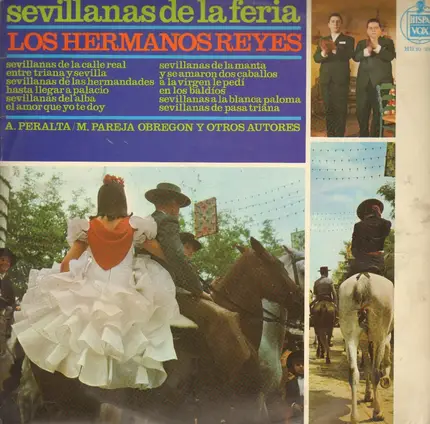 sevillanas de la feria
LOS HERMANOS REYES
sevillanas de la calle real
entre triana y sevilla
sevillanas de las hermandades
hasta llegar a palacio
sevillanas del alba
el amor que yo te doy
sevillanas de la manta
y se amaron dos caballos
a la virgen le pedí
en los baldíos
sevillanas a la blanca paloma
sevillanas de pasa triana
A. PERALTA/M. PAREJA OBREGON Y OTROS AUTORES
HISPA
VOX